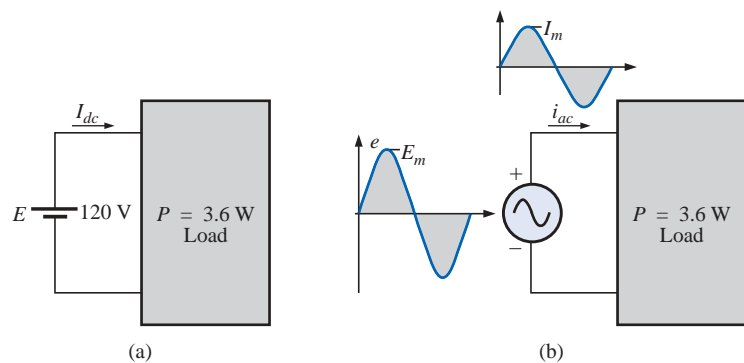 I_dc
E
120 V
P = 3.6 W
Load
(a)
I_m
i_ac
e
E_m
+
–
P = 3.6 W
Load
(b)